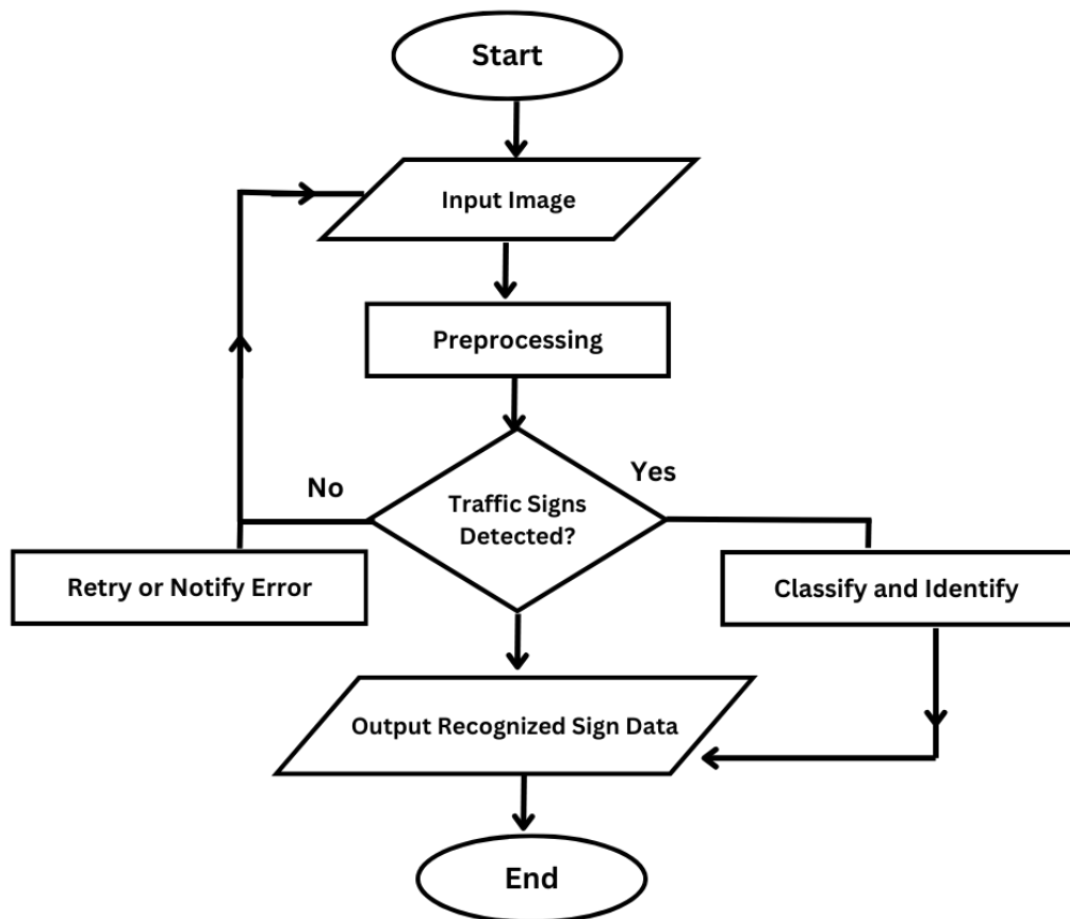 Start
Input Image
Preprocessing
No
Yes
Traffic Signs
Detected?
Retry or Notify Error
Classify and Identify
Output Recognized Sign Data
End